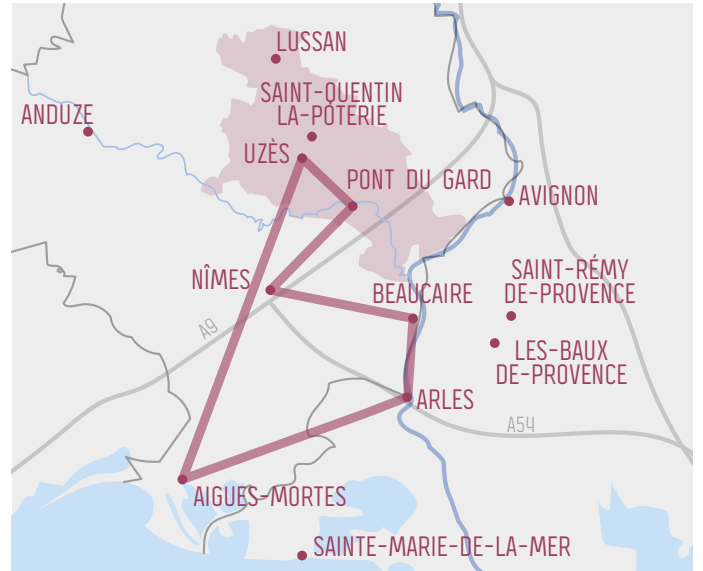 LUSSAN
SAINT-QUENTIN
LA-POTERIE
ANDUZE
UZÈS
PONT DU GARD
AVIGNON
NÎMES
BEAUCAIRE
SAINT-RÉMY
DE-PROVENCE
A9
LES-BAUX
DE-PROVENCE
ARLES
A54
AIGUES-MORTES
SAINTE-MARIE-DE-LA-MER